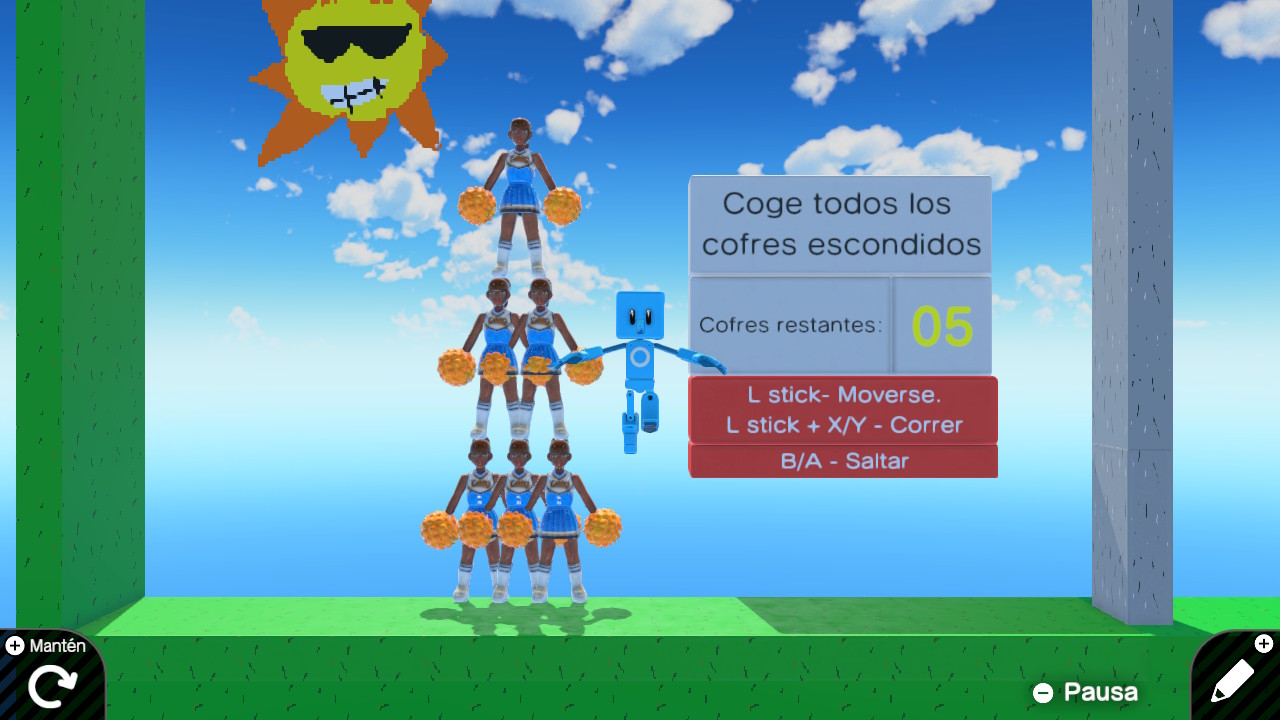 Coge todos los
cofres escondidos
Cofres restantes: 05
L stick- Moverse.
L stick + X/Y - Correr
B/A - Saltar
Mantén
Pausa